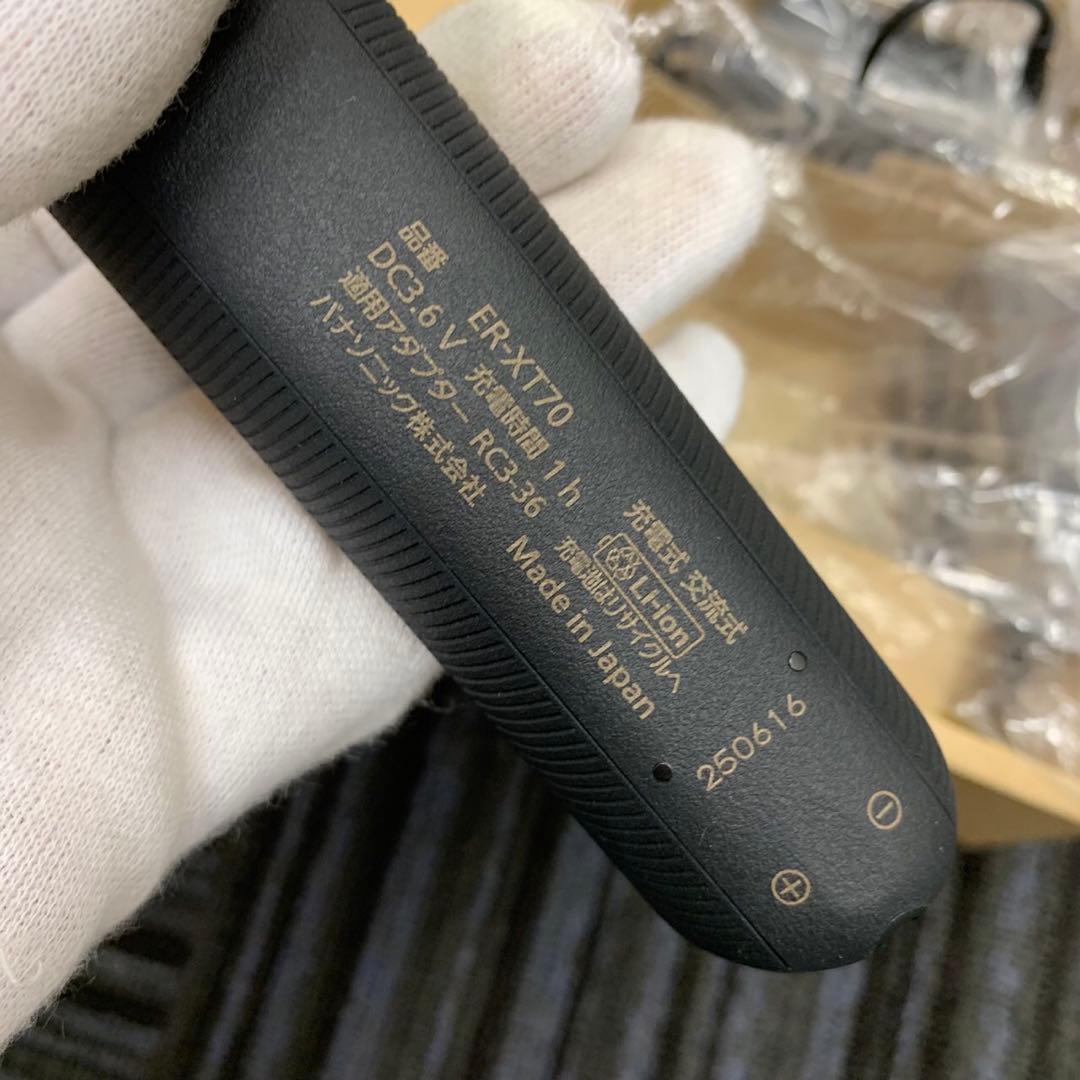 品番 ER-XT70
DC3.6 V 充電時間 1 h
適用アダプター RC3-36
パナソニック株式会社
充電式 交流式
Li-ion
充電池はリサイクルへ
Made in Japan
250616